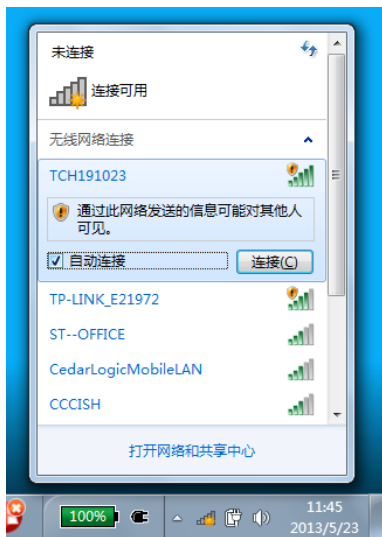 未连接
连接可用
无线网络连接
TCH191023
通过此网络发送的信息可能对其他人
可见。
自动连接
连接(C)
TP-LINK_E21972
ST--OFFICE
CedarLogicMobileLAN
CCCISH
打开网络和共享中心
100%
11:45
2013/5/23